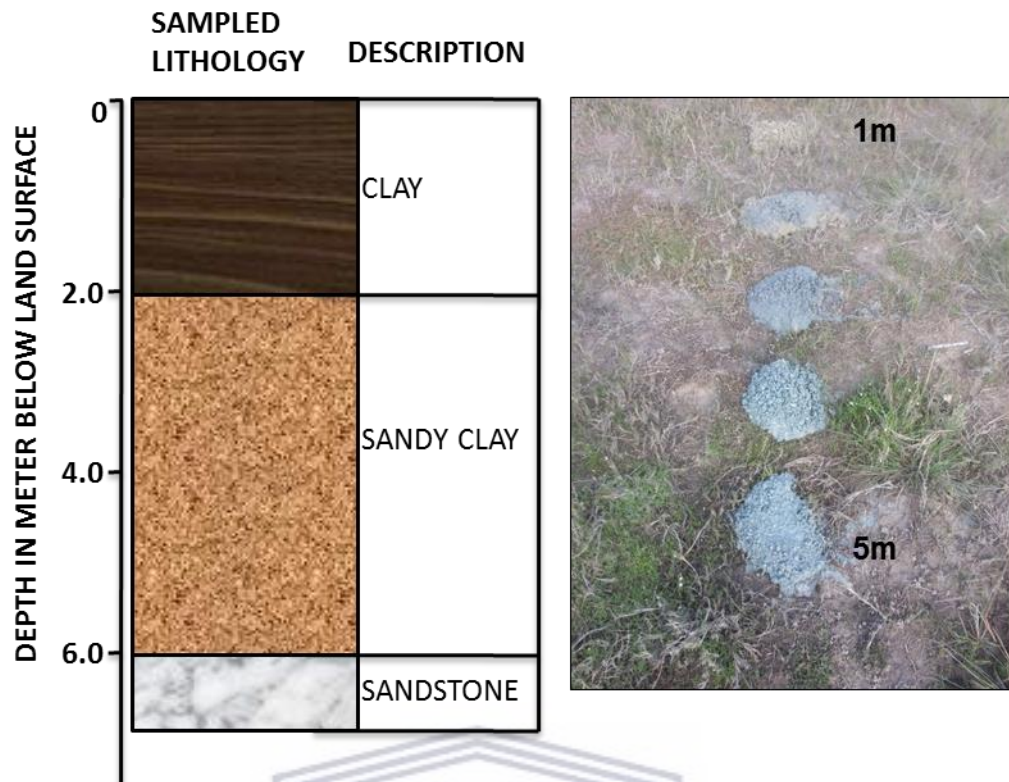 SAMPLED
LITHOLOGY
DESCRIPTION
DEPTH IN METER BELOW LAND SURFACE
0
2.0
4.0
6.0
CLAY
SANDY CLAY
SANDSTONE
1m
5m